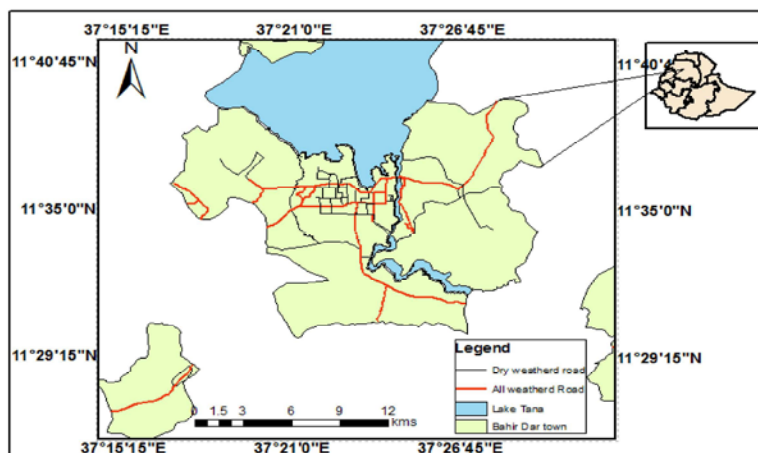 37°15'15"E 37°21'0"E 37°26'45"E
N
11°40'45"N 11°40'4
11°35'0"N 11°35'0"N
11°29'15"N 11°29'15"N
Legend
Dry weatherd road
All weatherd Road
Lake Tana
Bahir Dar town
0 1.5 3 6 9 12
kms
37°15'15"E 37°21'0"E 37°26'45"E